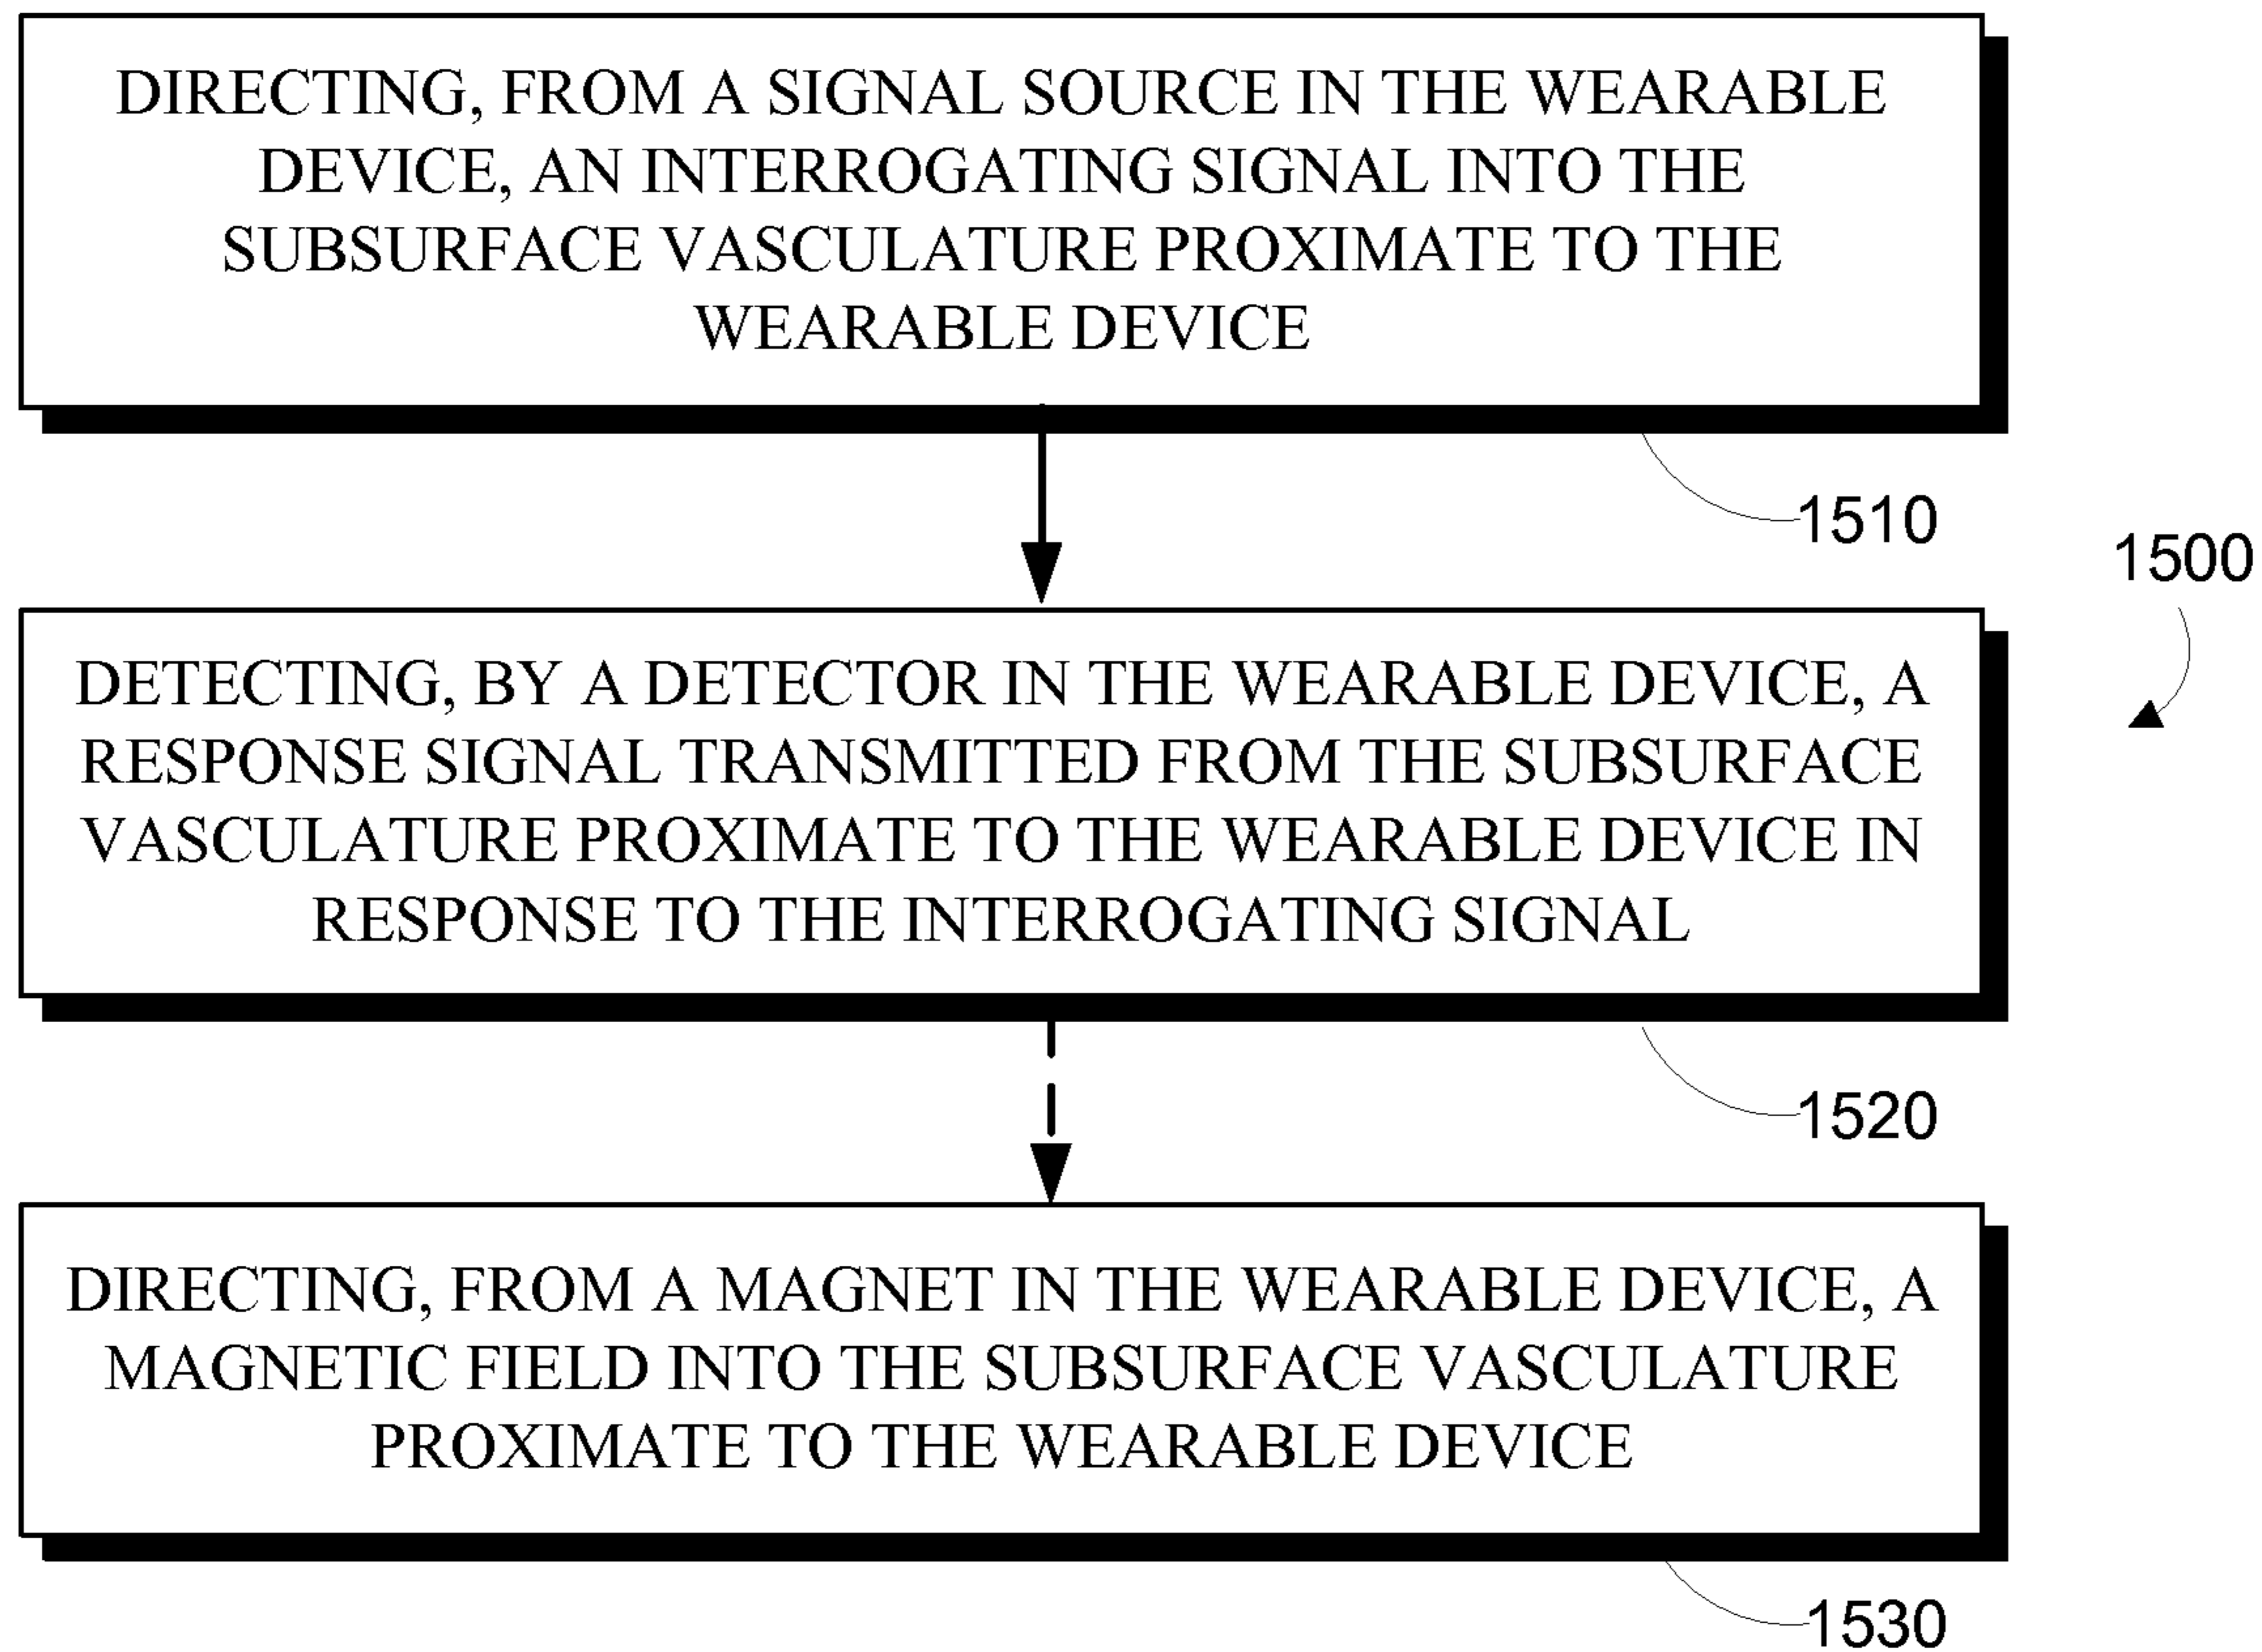 DIRECTING, FROM A SIGNAL SOURCE IN THE WEARABLE
DEVICE, AN INTERROGATING SIGNAL INTO THE
SUBSURFACE VASCULATURE PROXIMATE TO THE
WEARABLE DEVICE
1510
1500
DETECTING, BY A DETECTOR IN THE WEARABLE DEVICE, A
RESPONSE SIGNAL TRANSMITTED FROM THE SUBSURFACE
VASCULATURE PROXIMATE TO THE WEARABLE DEVICE IN
RESPONSE TO THE INTERROGATING SIGNAL
1520
DIRECTING, FROM A MAGNET IN THE WEARABLE DEVICE, A
MAGNETIC FIELD INTO THE SUBSURFACE VASCULATURE
PROXIMATE TO THE WEARABLE DEVICE
1530